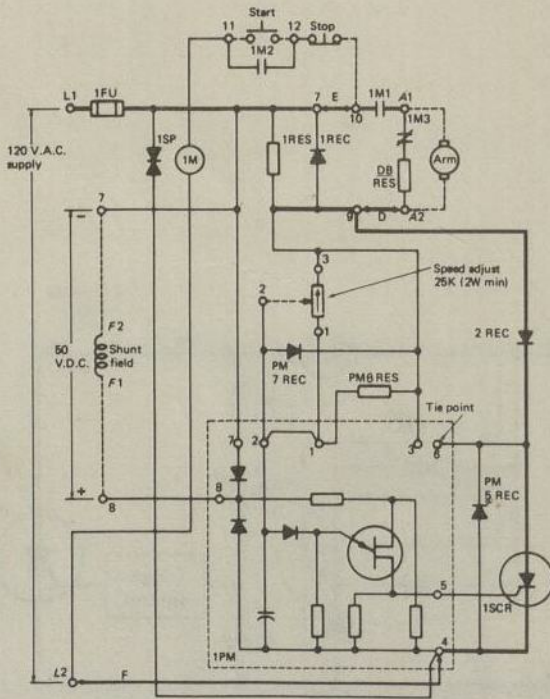 Start
11
12
Stop
1M2
L1
1FU
7
E
10
1M1
A1
1SP
1M
1RES
1REC
1M3
120 V.A.C.
supply
DB
RES
Arm
9
D
A2
7
−
3
Speed adjust
25K (2W min)
2
F2
1
2 REC
50
V.D.C.
Shunt
field
PM
7 REC
F1
PM8 RES
Tie point
7
2
1
3
6
+
8
8
PM
5 REC
5
1SCR
1PM
4
L2
F